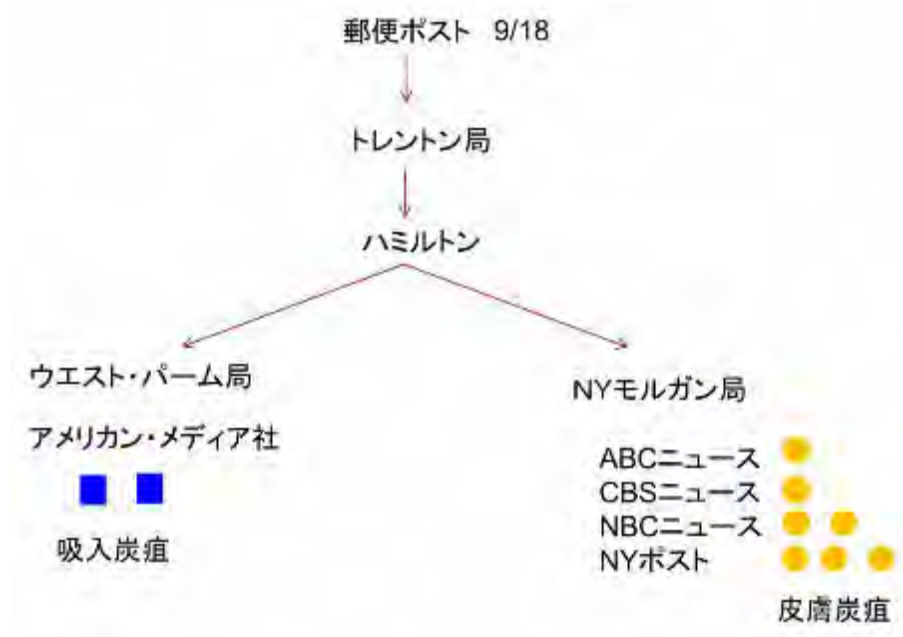 郵便ポスト 9/18
トレントン局
ハミルトン
ウエスト・パーム局
アメリカン・メディア社
吸入炭疽
NYモルガン局
ABCニュース
CBSニュース
NBCニュース
NYポスト
皮膚炭疽